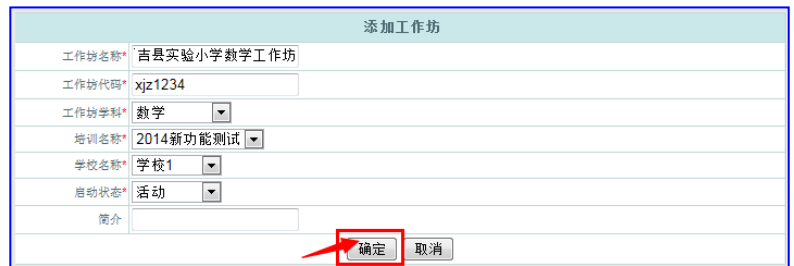 添加工作坊
工作坊名称* 吉县实验小学数学工作坊
工作坊代码* xjz1234
工作坊学科* 数学
培训名称* 2014新功能测试
学校名称* 学校1
启动状态* 活动
简介
确定 取消